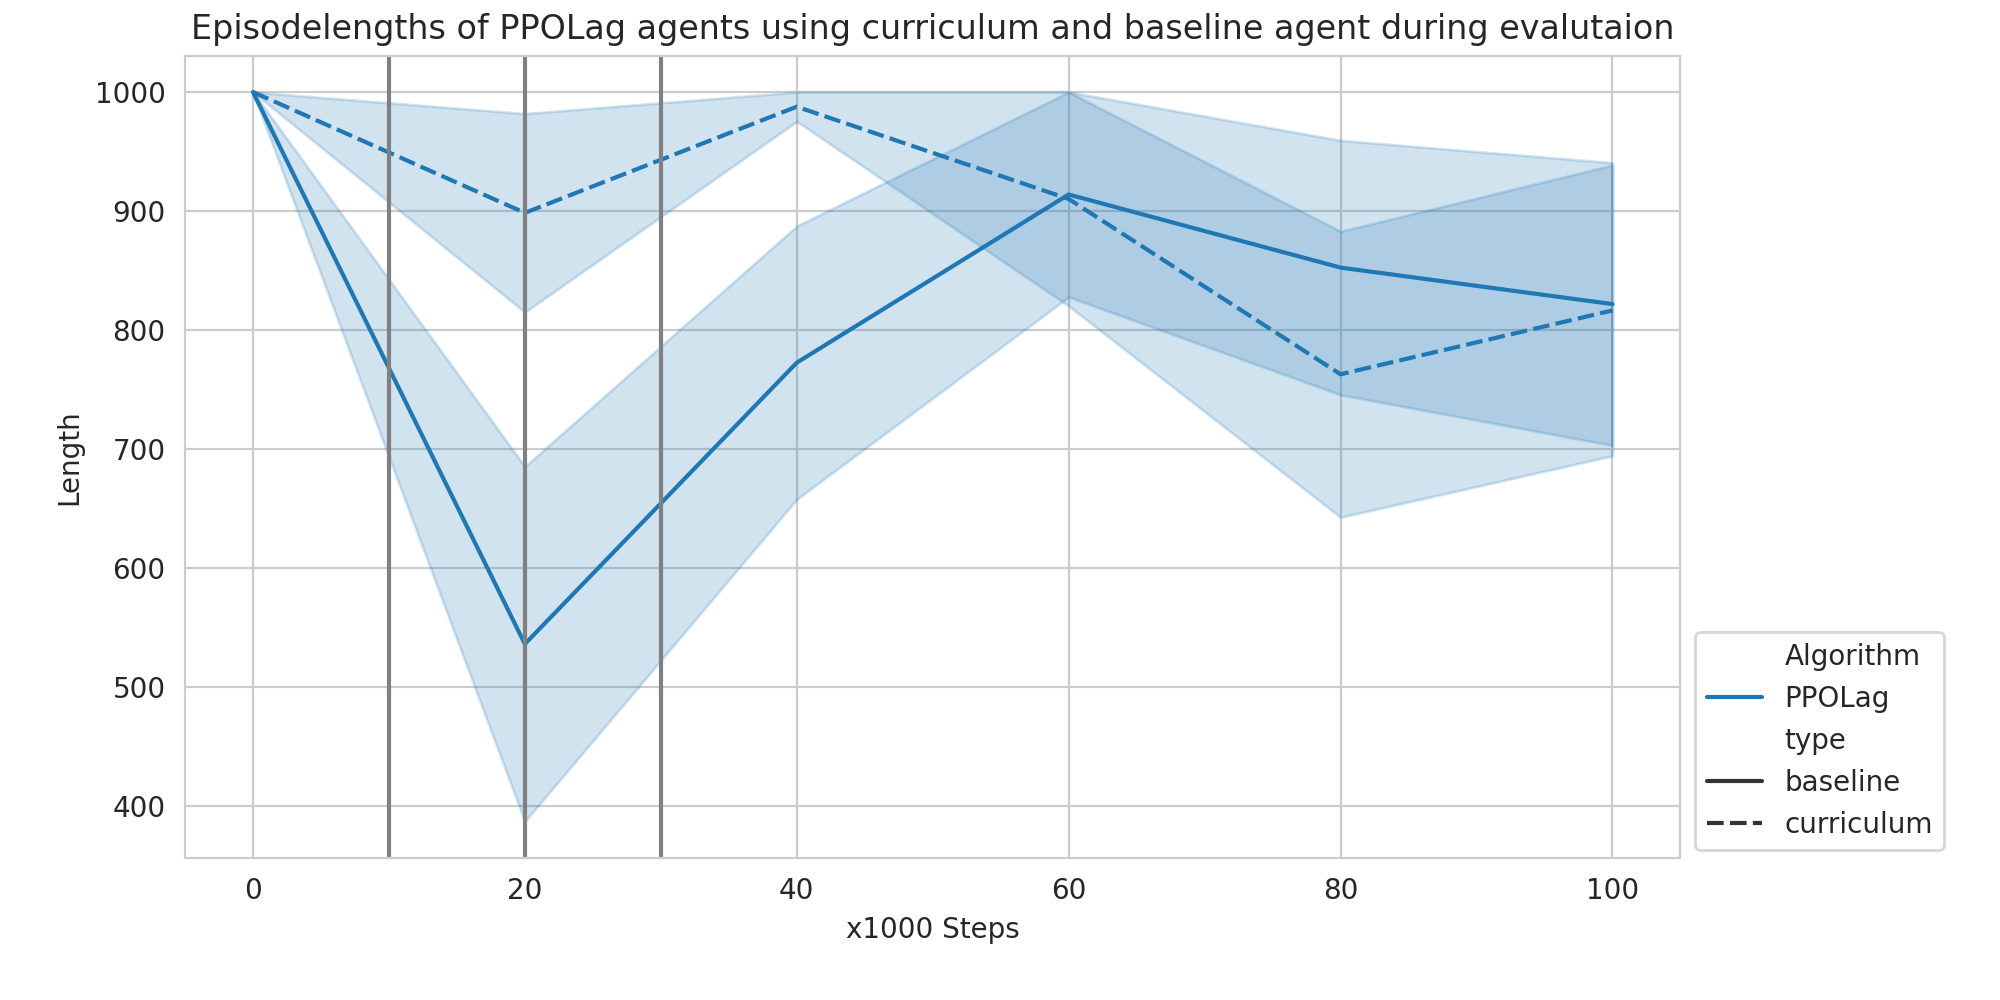 Episodelengths of PPOLag agents using curriculum and baseline agent during evalutaion
1000
900
800
700
600
500
400
Length
0 20 40 60 80 100
x1000 Steps
Algorithm
PPOLag
type
baseline
curriculum